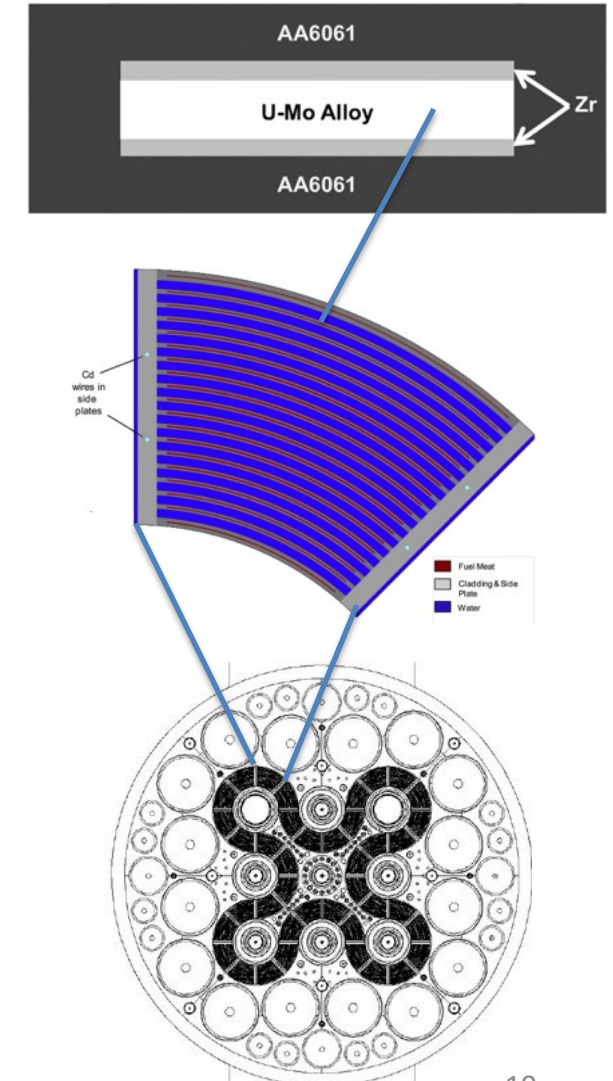 AA6061
U-Mo Alloy
Zr
AA6061
Cd
wires in
side
plates
Fuel Meat
Cladding & Side
Plate
Water